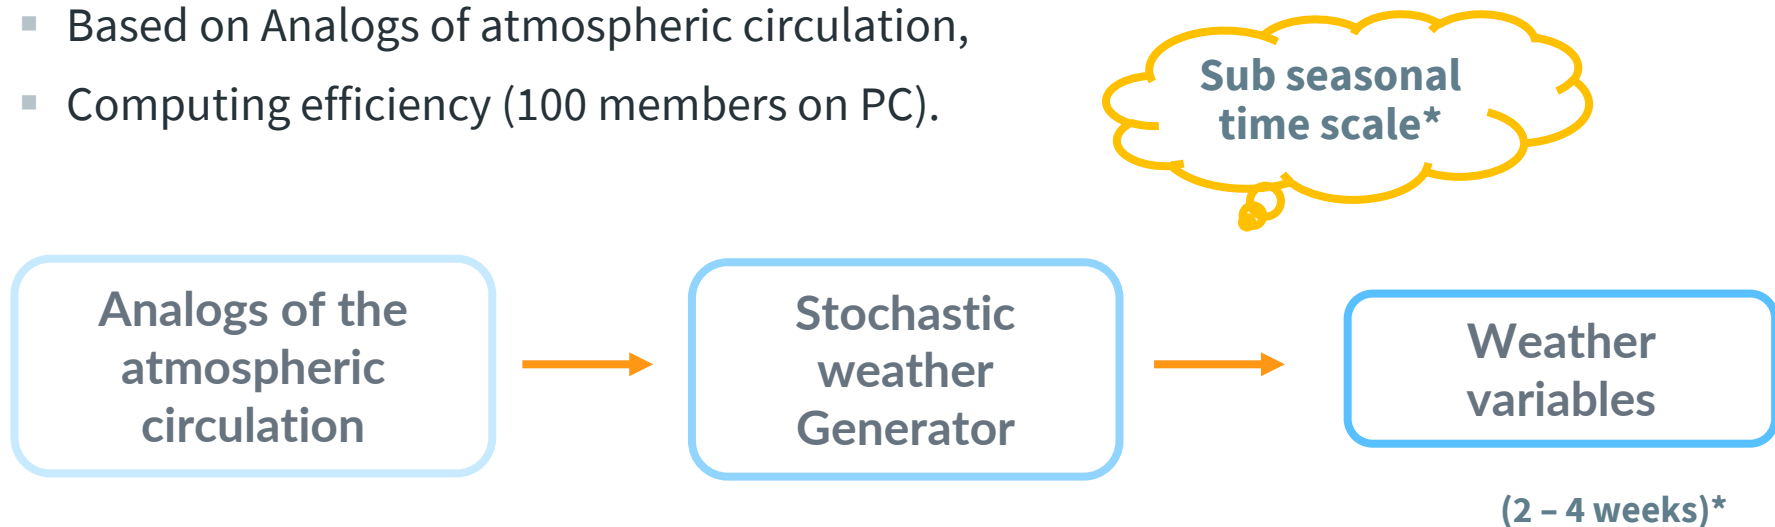 Based on Analogs of atmospheric circulation,
Computing efficiency (100 members on PC).
Sub seasonal
time scale*
Analogs of the
atmospheric
circulation
Stochastic
weather
Generator
Weather
variables
(2 – 4 weeks)*